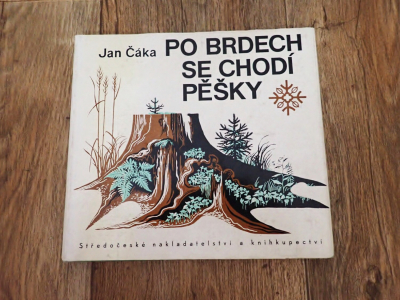 Jan Čáka PO BRDECH
SE CHODÍ
PĚŠKY
Středočeské nakladatelství a knihkupectví